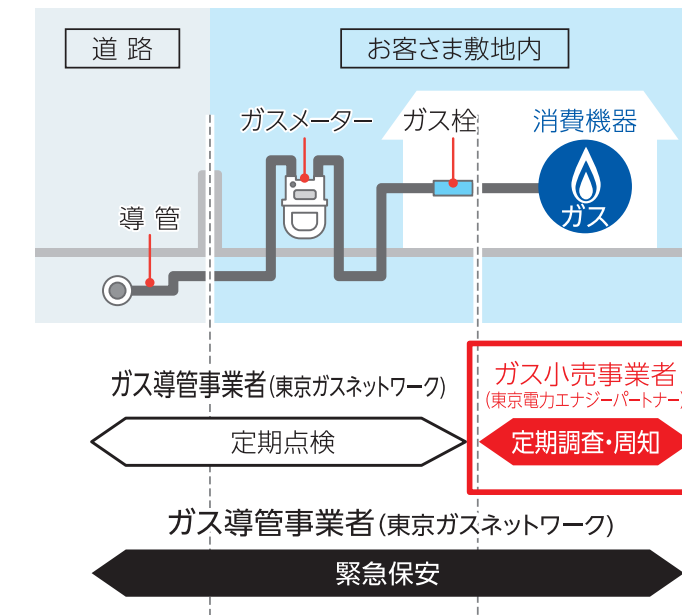 道路
お客さま敷地内
ガスメーター
ガス栓
消費機器
ガス
導管
ガス導管事業者(東京ガスネットワーク)
定期点検
ガス小売事業者
(東京電力エナジーパートナー)
定期調査・周知
ガス導管事業者(東京ガスネットワーク)
緊急保安